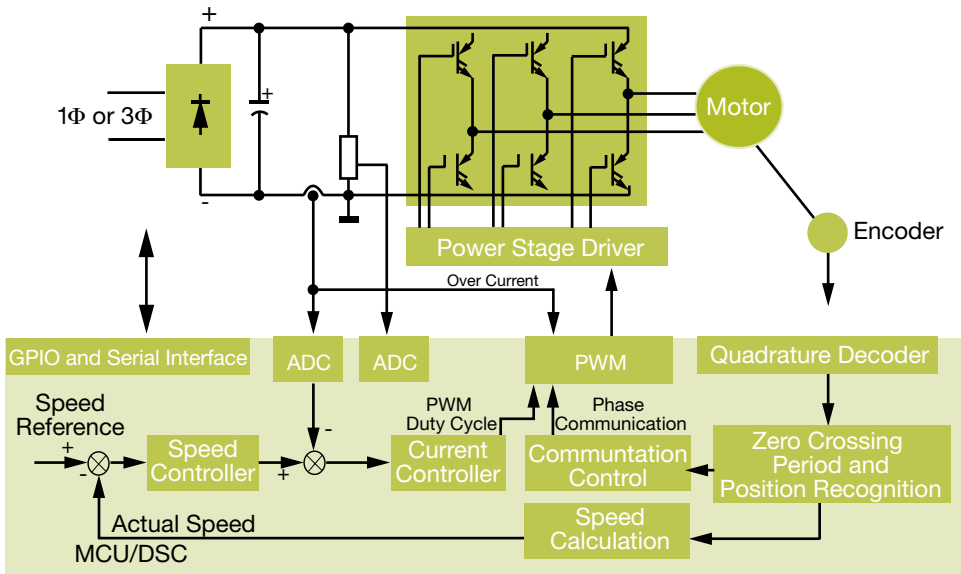 +
1Φ or 3Φ
+
-
Motor
Encoder
Power Stage Driver
Over Current
GPIO and Serial Interface
ADC
ADC
PWM
Quadrature Decoder
Speed
Reference
+
-
Speed
Controller
-
+
PWM
Duty Cycle
Current
Controller
Phase
Communication
Communtation
Control
Zero Crossing
Period and
Position Recognition
Speed
Calculation
Actual Speed
MCU/DSC